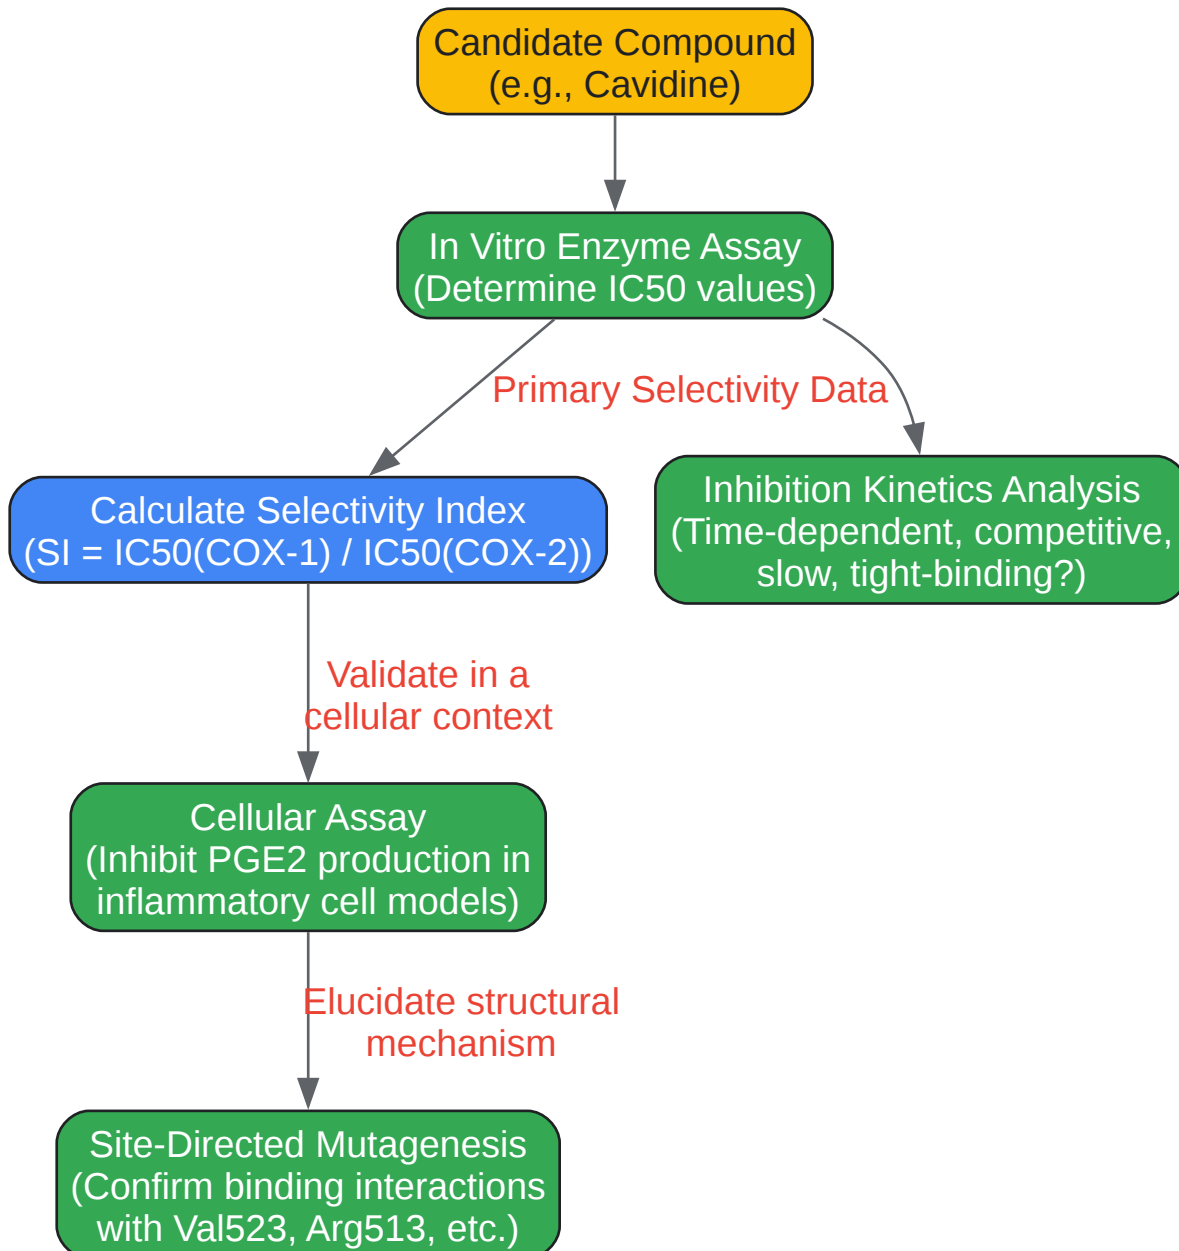 Candidate Compound
(e.g., Cavidine)
In Vitro Enzyme Assay
(Determine IC50 values)
Primary Selectivity Data
Calculate Selectivity Index
(SI = IC50(COX-1) / IC50(COX-2))
Inhibition Kinetics Analysis
(Time-dependent, competitive,
slow, tight-binding?)
Validate in a
cellular context
Cellular Assay
(Inhibit PGE2 production in
inflammatory cell models)
Elucidate structural
mechanism
Site-Directed Mutagenesis
(Confirm binding interactions
with Val523, Arg513, etc.)